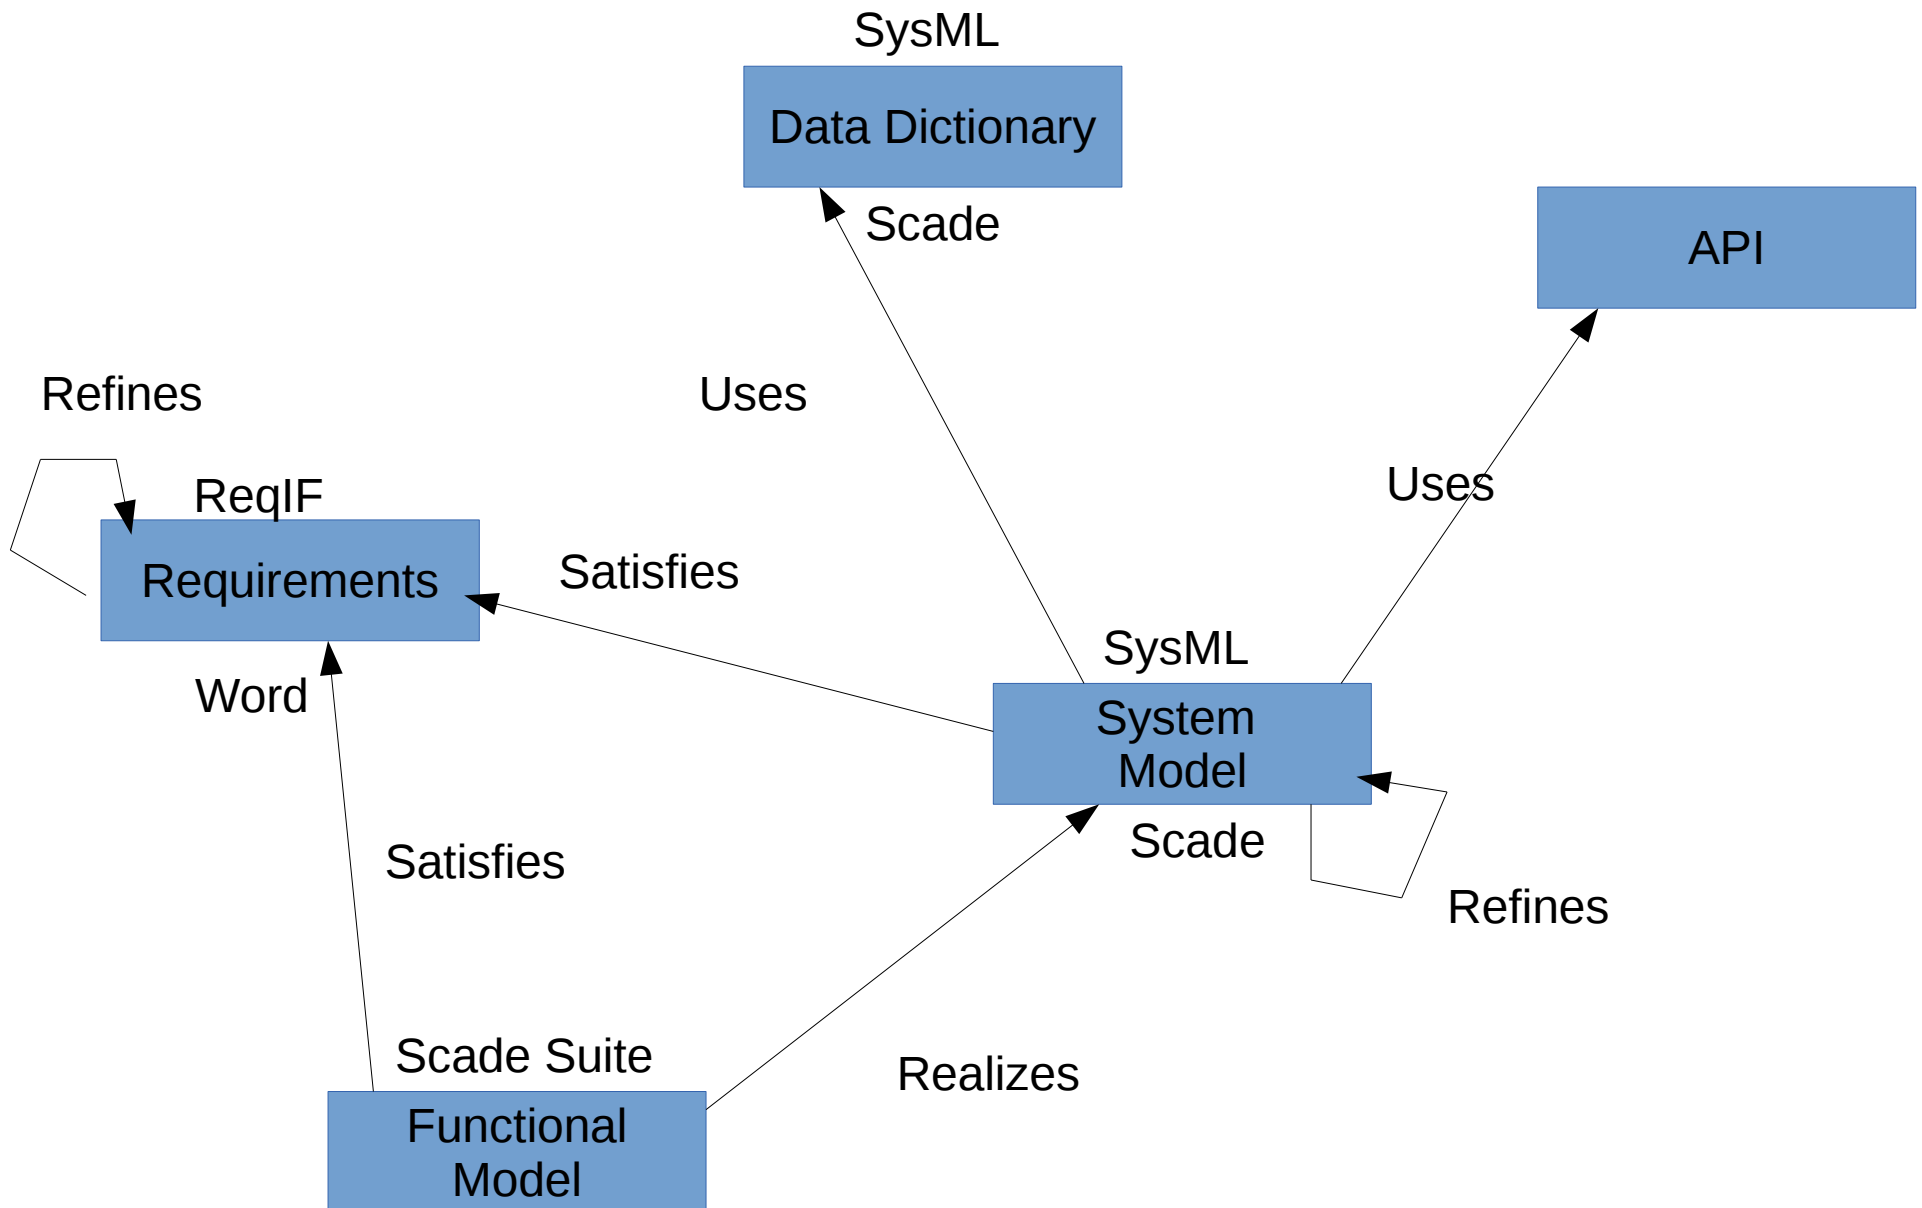 SysML
Data Dictionary
Scade
API
Refines
Uses
Uses
ReqIF
Requirements
Satisfies
Word
SysML
System
Model
Scade
Satisfies
Refines
Scade Suite
Realizes
Functional
Model